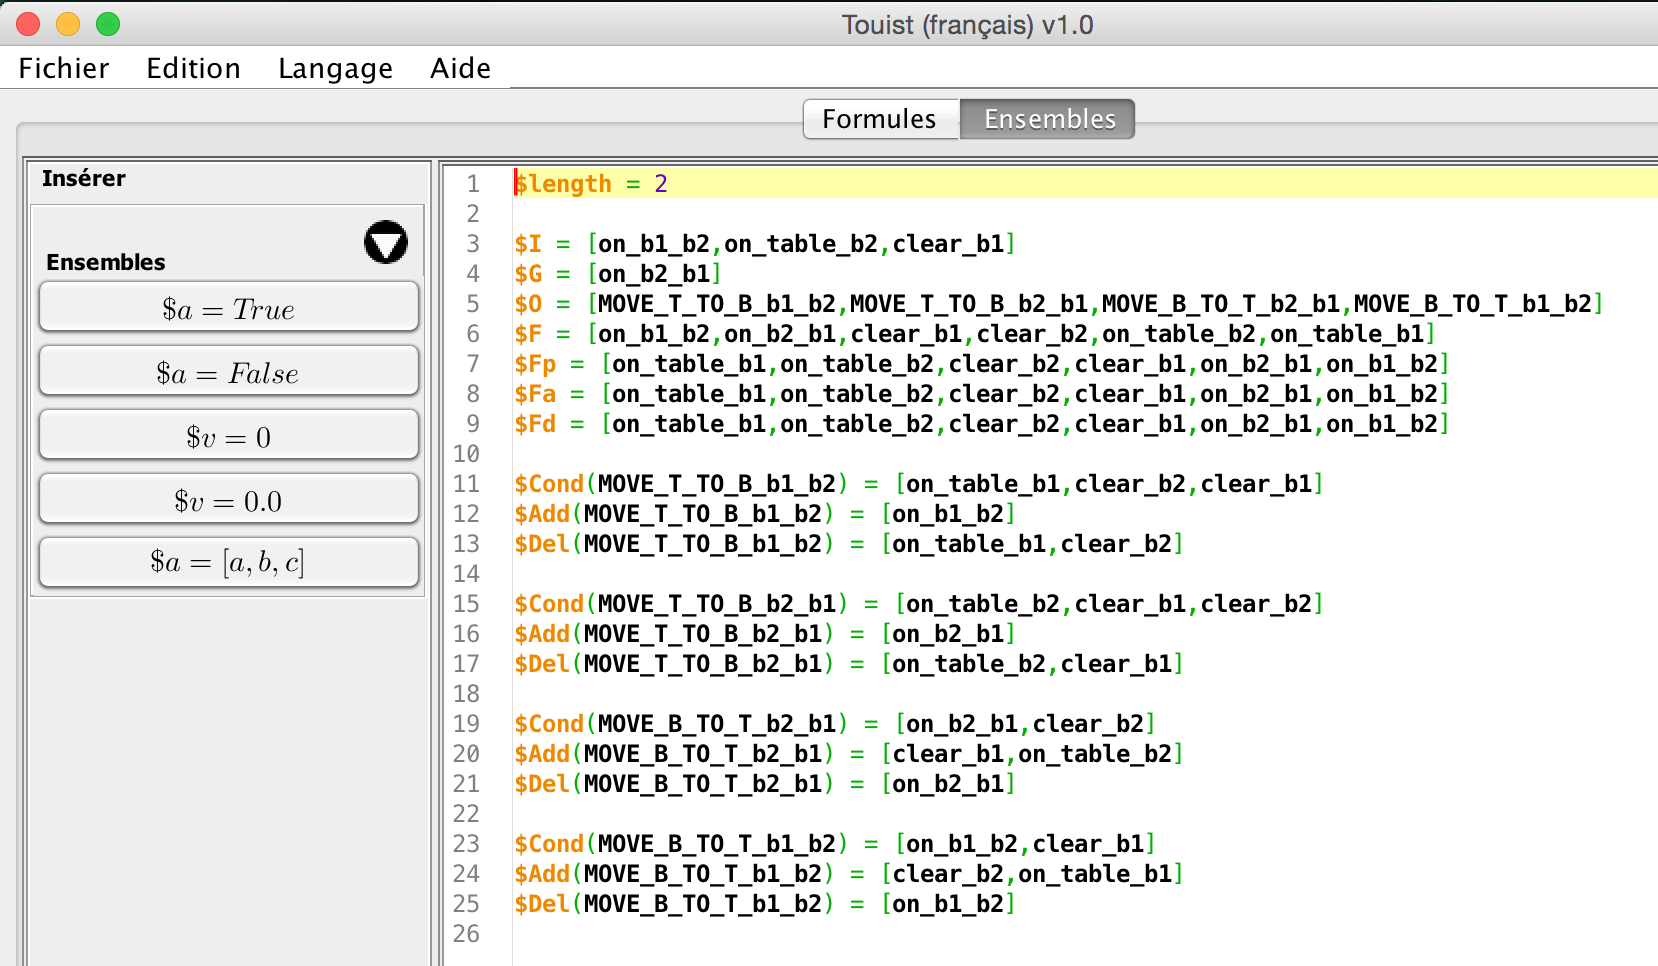 Touist (français) v1.0
Fichier Edition Langage Aide
Formules Ensembles
Insérer
Ensembles
$a = True
$a = False
$v = 0
$v = 0.0
$a = [a, b, c]
1 $length = 2
2
3 $I = [on_b1_b2,on_table_b2,clear_b1]
4 $G = [on_b2_b1]
5 $O = [MOVE_T_TO_B_b1_b2,MOVE_T_TO_B_b2_b1,MOVE_B_TO_T_b2_b1,MOVE_B_TO_T_b1_b2]
6 $F = [on_b1_b2,on_b2_b1,clear_b1,clear_b2,on_table_b2,on_table_b1]
7 $Fp = [on_table_b1,on_table_b2,clear_b2,clear_b1,on_b2_b1,on_b1_b2]
8 $Fa = [on_table_b1,on_table_b2,clear_b2,clear_b1,on_b2_b1,on_b1_b2]
9 $Fd = [on_table_b1,on_table_b2,clear_b2,clear_b1,on_b2_b1,on_b1_b2]
10
11 $Cond(MOVE_T_TO_B_b1_b2) = [on_table_b1,clear_b2,clear_b1]
12 $Add(MOVE_T_TO_B_b1_b2) = [on_b1_b2]
13 $Del(MOVE_T_TO_B_b1_b2) = [on_table_b1,clear_b2]
14
15 $Cond(MOVE_T_TO_B_b2_b1) = [on_table_b2,clear_b1,clear_b2]
16 $Add(MOVE_T_TO_B_b2_b1) = [on_b2_b1]
17 $Del(MOVE_T_TO_B_b2_b1) = [on_table_b2,clear_b1]
18
19 $Cond(MOVE_B_TO_T_b2_b1) = [on_b2_b1,clear_b2]
20 $Add(MOVE_B_TO_T_b2_b1) = [clear_b1,on_table_b2]
21 $Del(MOVE_B_TO_T_b2_b1) = [on_b2_b1]
22
23 $Cond(MOVE_B_TO_T_b1_b2) = [on_b1_b2,clear_b1]
24 $Add(MOVE_B_TO_T_b1_b2) = [clear_b2,on_table_b1]
25 $Del(MOVE_B_TO_T_b1_b2) = [on_b1_b2]
26